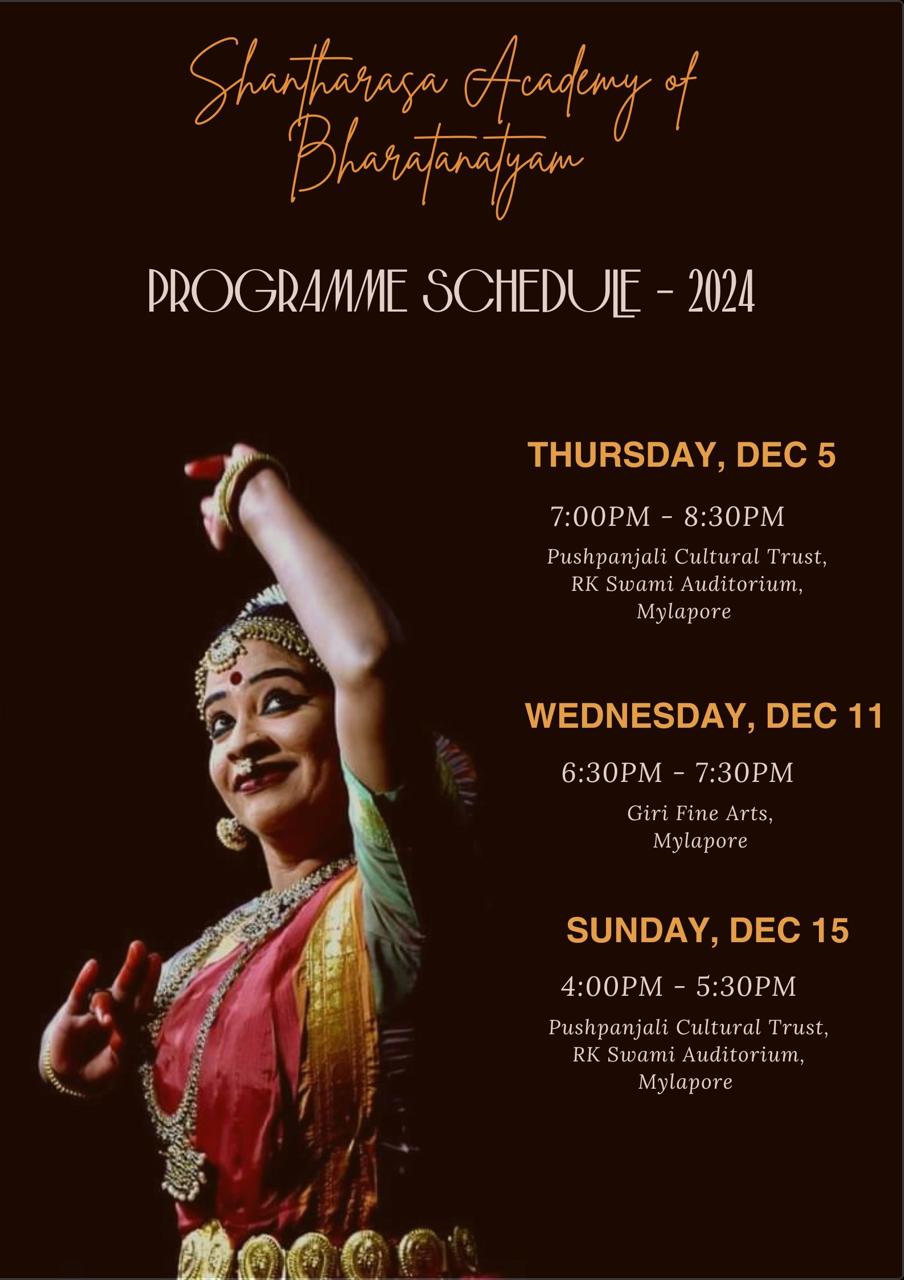 Shantharasa Academy of
Bharatanatyam
PROGRAMME SCHEDULE - 2024
THURSDAY, DEC 5
7:00PM - 8:30PM
Pushpanjali Cultural Trust,
RK Swami Auditorium,
Mylapore
WEDNESDAY, DEC 11
6:30PM - 7:30PM
Giri Fine Arts,
Mylapore
SUNDAY, DEC 15
4:00PM - 5:30PM
Pushpanjali Cultural Trust,
RK Swami Auditorium,
Mylapore